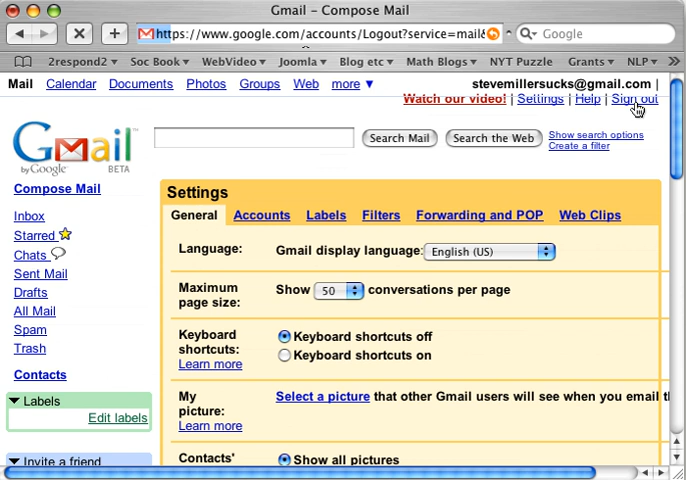 Gmail – Compose Mail
https://www.google.com/accounts/Logout?service=mail&
Google
2respond2
Soc Book
WebVideo
Joomla
Blog Etc
Math Blogs
NYT Puzzle
Grants
NLP
Mail Calendar Documents Photos Groups Web more ▼
stevemillersucks@gmail.com |
Watch our video! | Settings | Help | Sign out
Gmail
by Google BETA
Search Mail
Search the Web
Show search options
Create a filter
Compose Mail
Inbox
Starred
Chats
Sent Mail
Drafts
All Mail
Spam
Trash
Contacts
Labels
Edit labels
Invite a friend
Settings
General Accounts Labels Filters Forwarding and POP Web Clips
Language:
Gmail display language: English (US)
Maximum
page size:
Show 50 conversations per page
Keyboard
shortcuts:
Learn more
Keyboard shortcuts off
Keyboard shortcuts on
My
picture:
Learn more
Select a picture that other Gmail users will see when you email
Contacts'
Show all pictures